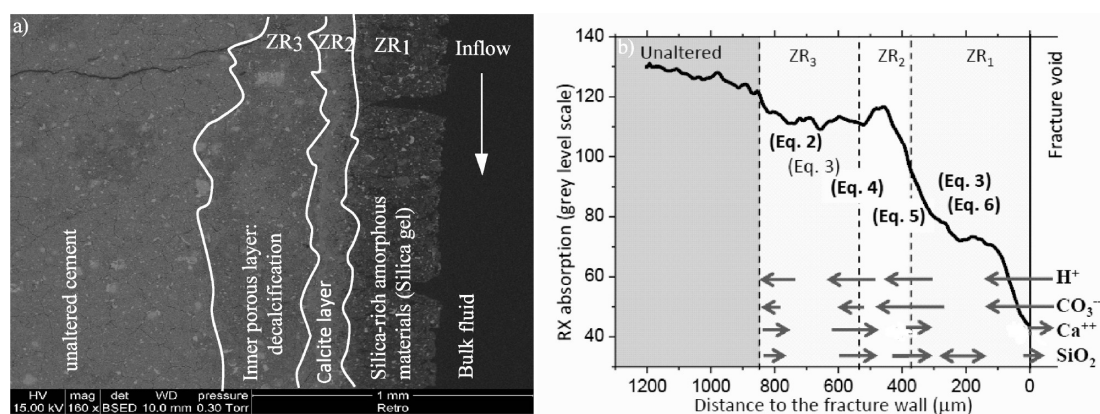 a)
ZR3
ZR2
ZR1
Inflow
unaltered cement
Inner porous layer:
decalcification
Calcite layer
Silica-rich amorphous
materials (Silica gel)
Bulk fluid
HV mag det WD pressure 1 mm
15.00 kV 160 x BSED 10.0 mm 0.30 Torr Retro
b)
Unaltered ZR3 ZR2 ZR1
Fracture void
RX absorption (grey level scale)
140
120
100
80
60
40
(Eq. 2)
(Eq. 3)
(Eq. 4)
(Eq. 5)
(Eq. 3)
(Eq. 6)
H+
CO3--
Ca++
SiO2
1200 1000 800 600 400 200 0
Distance to the fracture wall (μm)